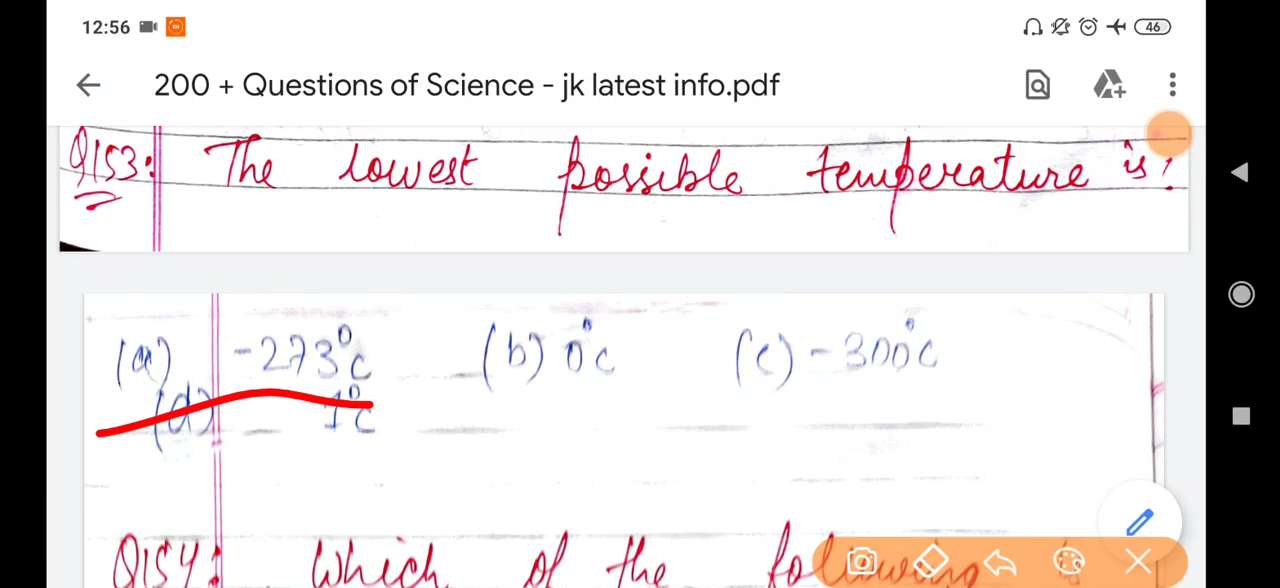 12:56 46
200 + Questions of Science - jk latest info.pdf
Q153: The lowest possible temperature is?
(a) -273°C (b) 0°C (c) -300°C
(d) 1°C
Q154: Which of the following